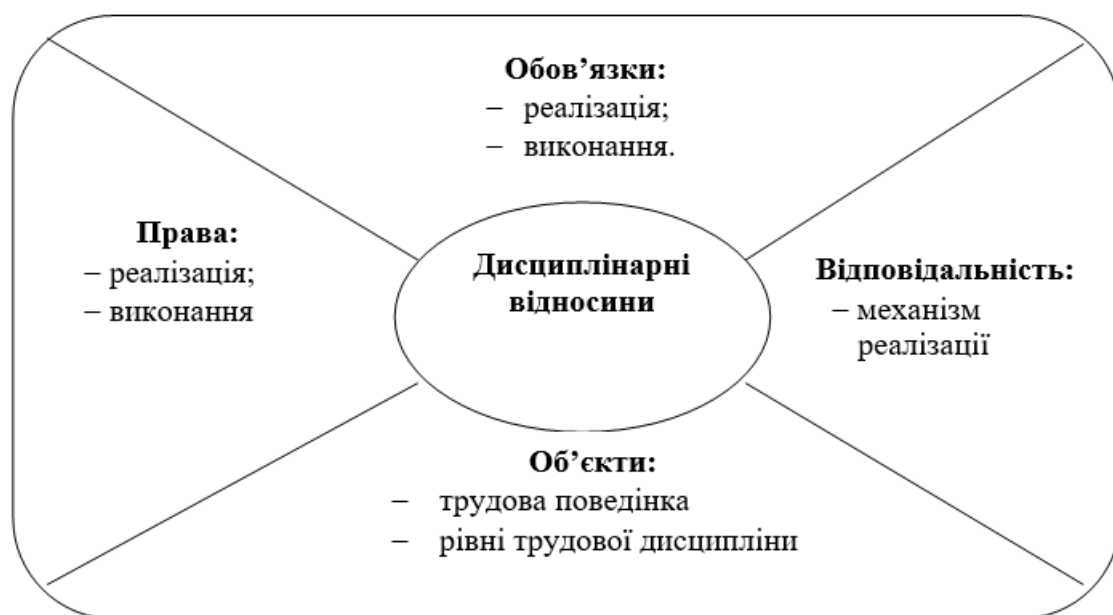 Обов’язки:
– реалізація;
– виконання.
Права:
– реалізація;
– виконання
Дисциплінарні
відносини
Відповідальність:
– механізм
реалізації
Об’єкти:
– трудова поведінка
– рівні трудової дисципліни